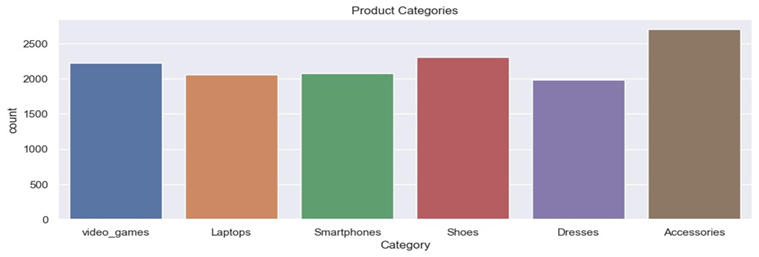 Product Categories
2500
2000
1500
1000
500
0
count
video_games Laptops Smartphones Shoes Dresses Accessories
Category